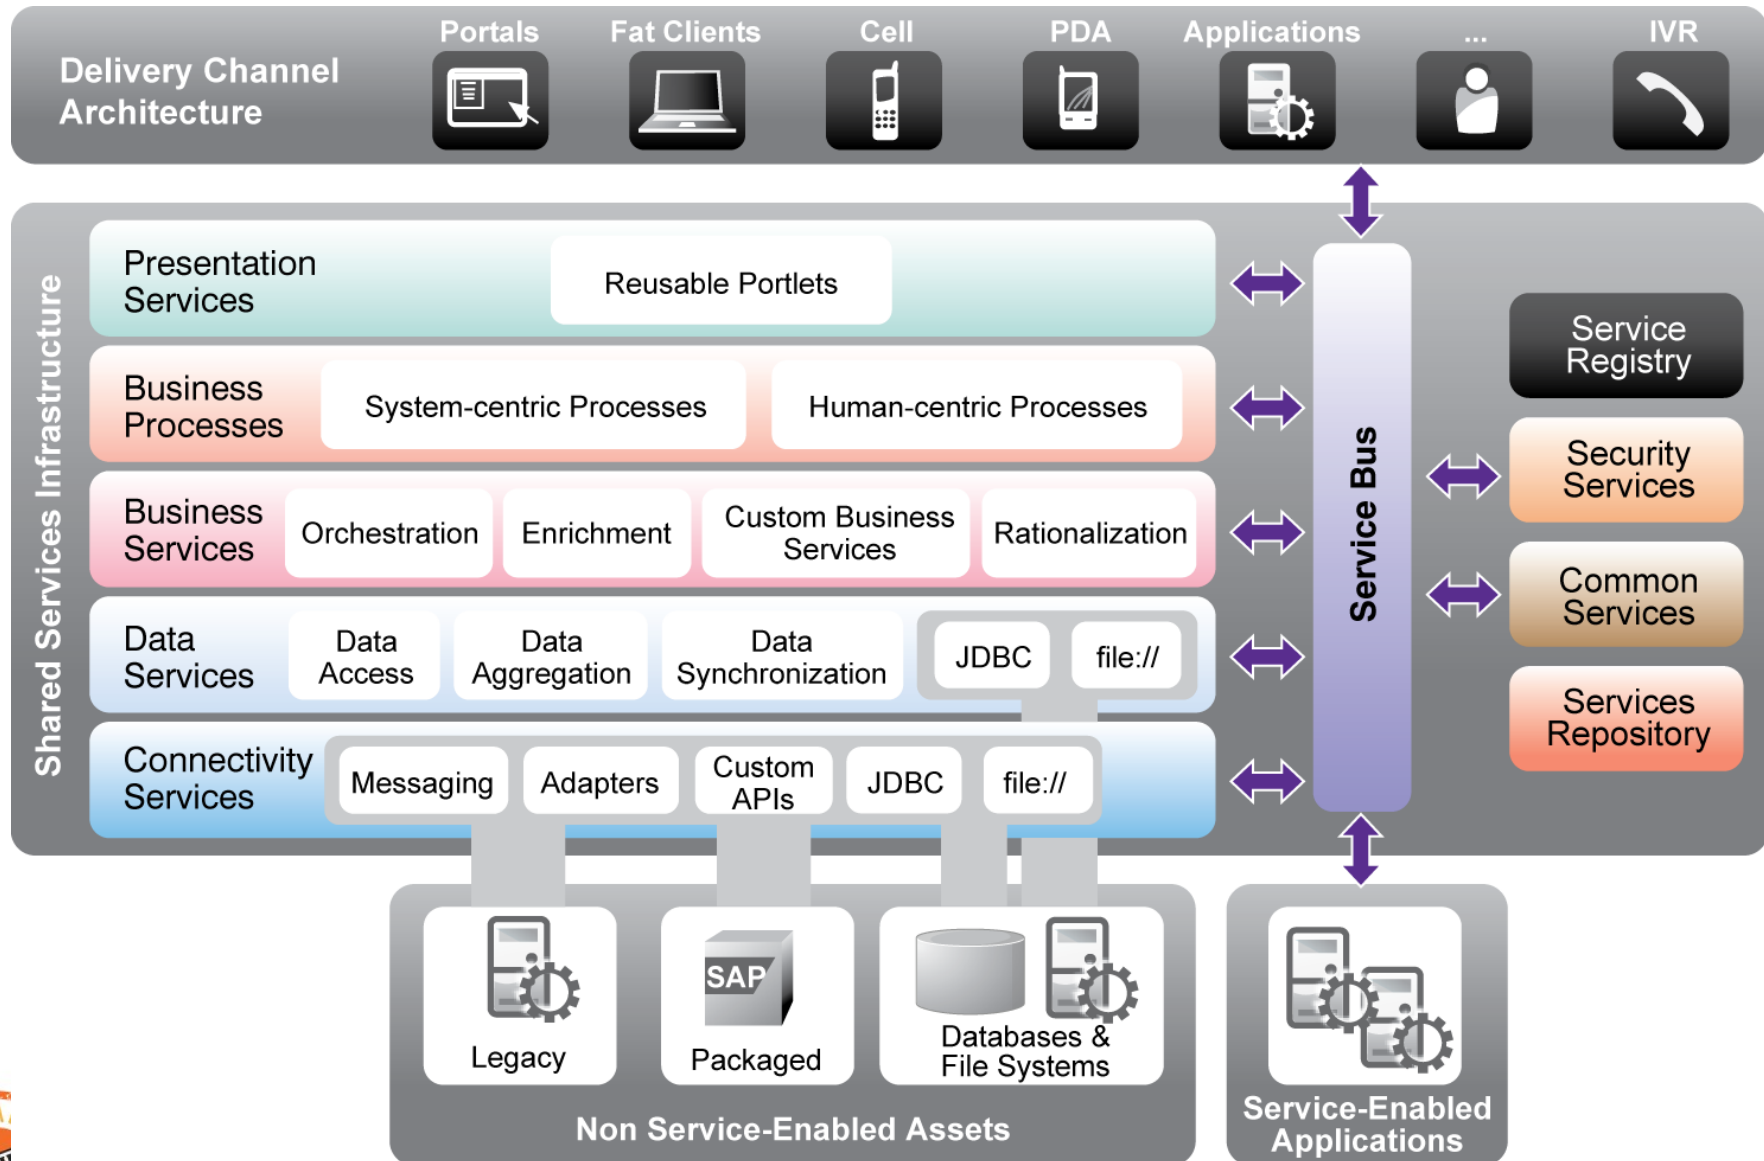 Portals
Fat Clients
Cell
PDA
Applications
...
IVR
Delivery Channel
Architecture
Shared Services Infrastructure
Presentation
Services
Reusable Portlets
Business
Processes
System-centric Processes
Human-centric Processes
Business
Services
Orchestration
Enrichment
Custom Business
Services
Rationalization
Data
Services
Data
Access
Data
Aggregation
Data
Synchronization
JDBC
file://
Connectivity
Services
Messaging
Adapters
Custom
APIs
JDBC
file://
Service Bus
Service
Registry
Security
Services
Common
Services
Services
Repository
Legacy
SAP
Packaged
Databases &
File Systems
Non Service-Enabled Assets
Service-Enabled
Applications